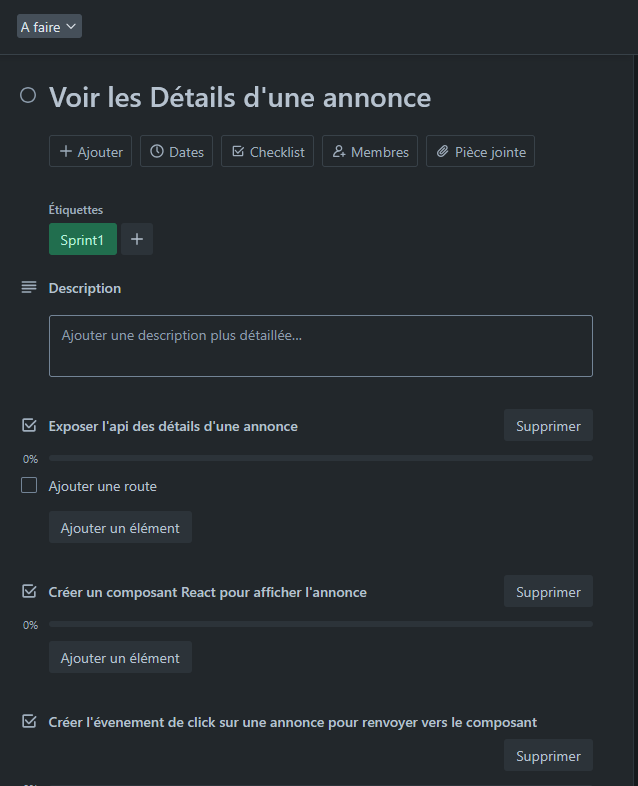 A faire
Voir les Détails d'une annonce
Ajouter Dates Checklist Membres Pièce jointe
Étiquettes
Sprint1
Description
Ajouter une description plus détaillée...
Exposer l'api des détails d'une annonce Supprimer
0%
Ajouter une route
Ajouter un élément
Créer un composant React pour afficher l'annonce Supprimer
0%
Ajouter un élément
Créer l'évenement de click sur une annonce pour renvoyer vers le composant
Supprimer